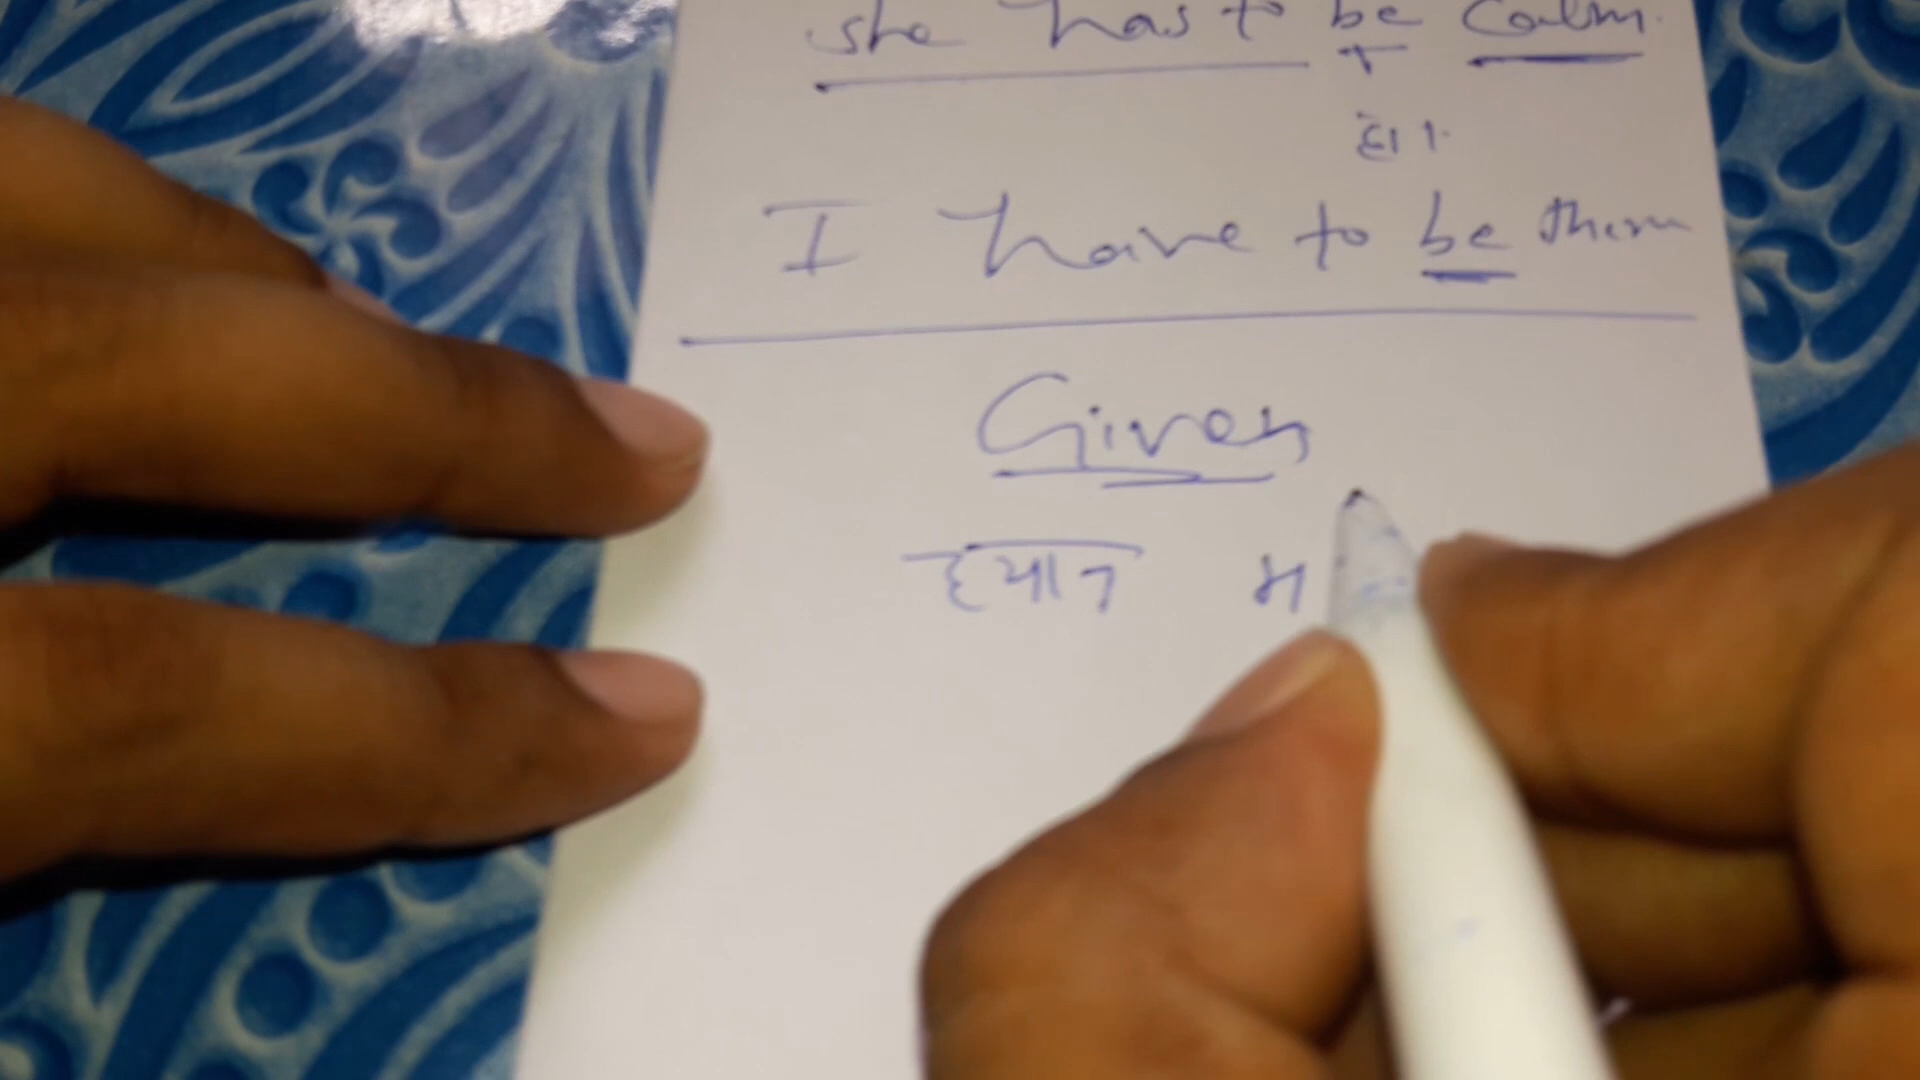 she has to be Calm.
हो ।
I have to be there
Given
ध्यान में